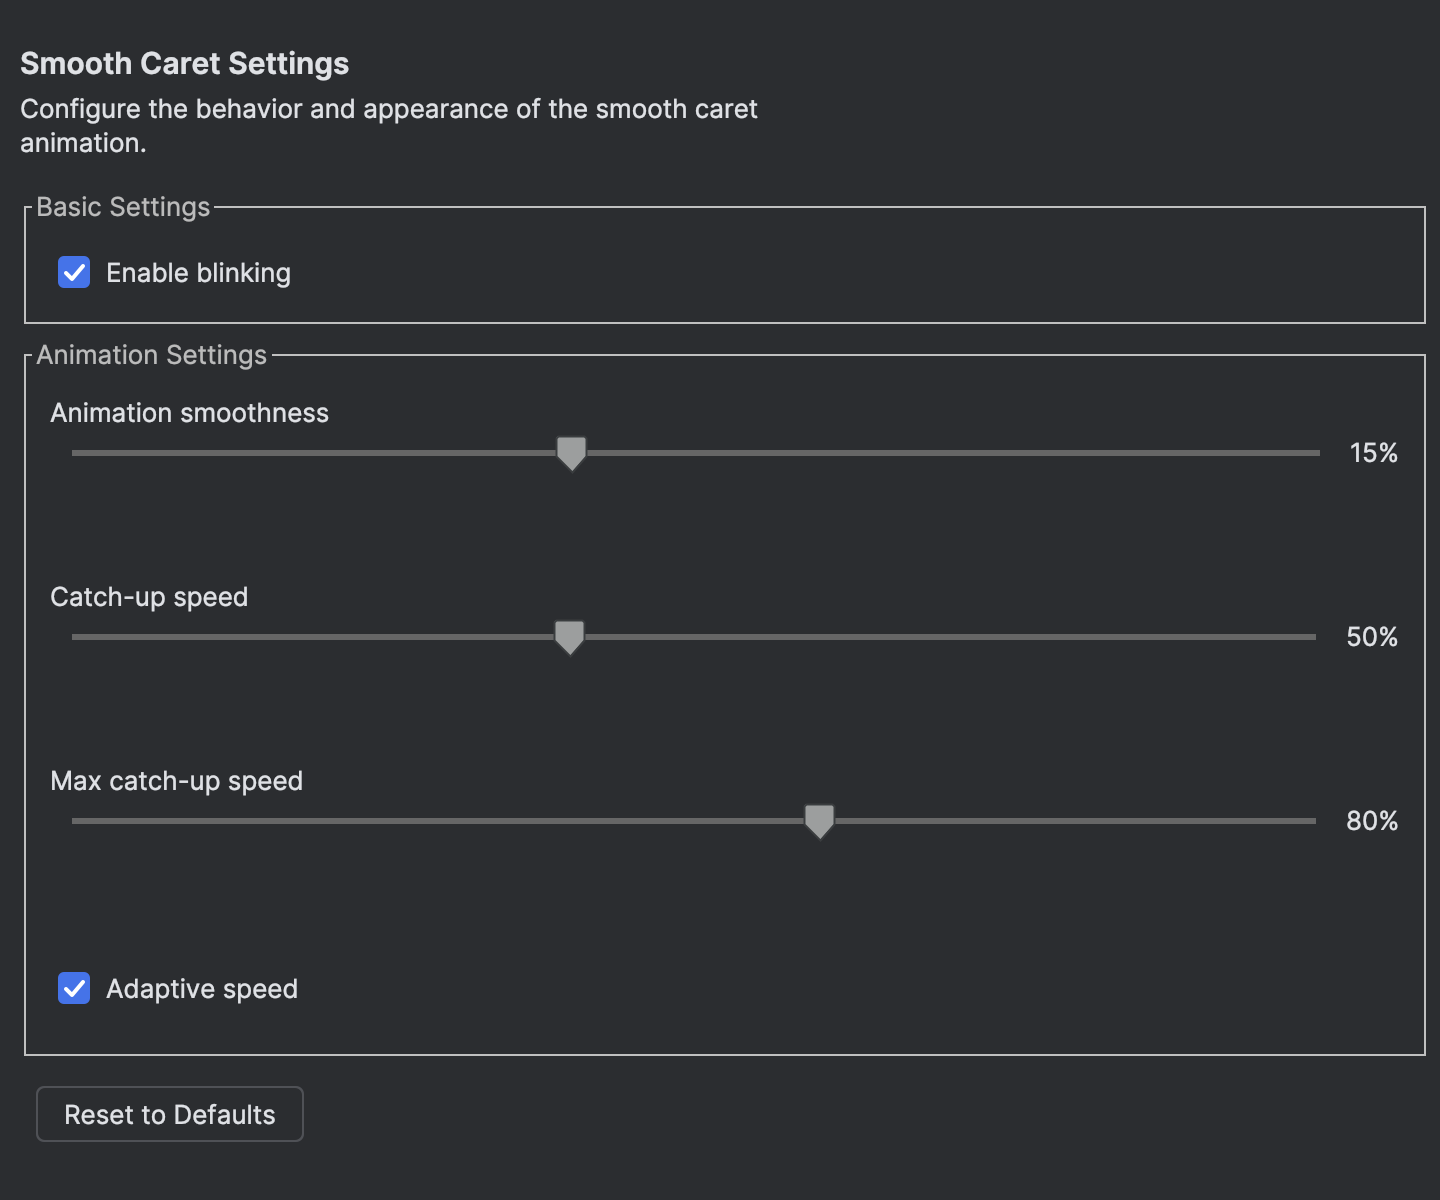 Smooth Caret Settings
Configure the behavior and appearance of the smooth caret
animation.
Basic Settings
Enable blinking
Animation Settings
Animation smoothness
15%
Catch-up speed
50%
Max catch-up speed
80%
Adaptive speed
Reset to Defaults